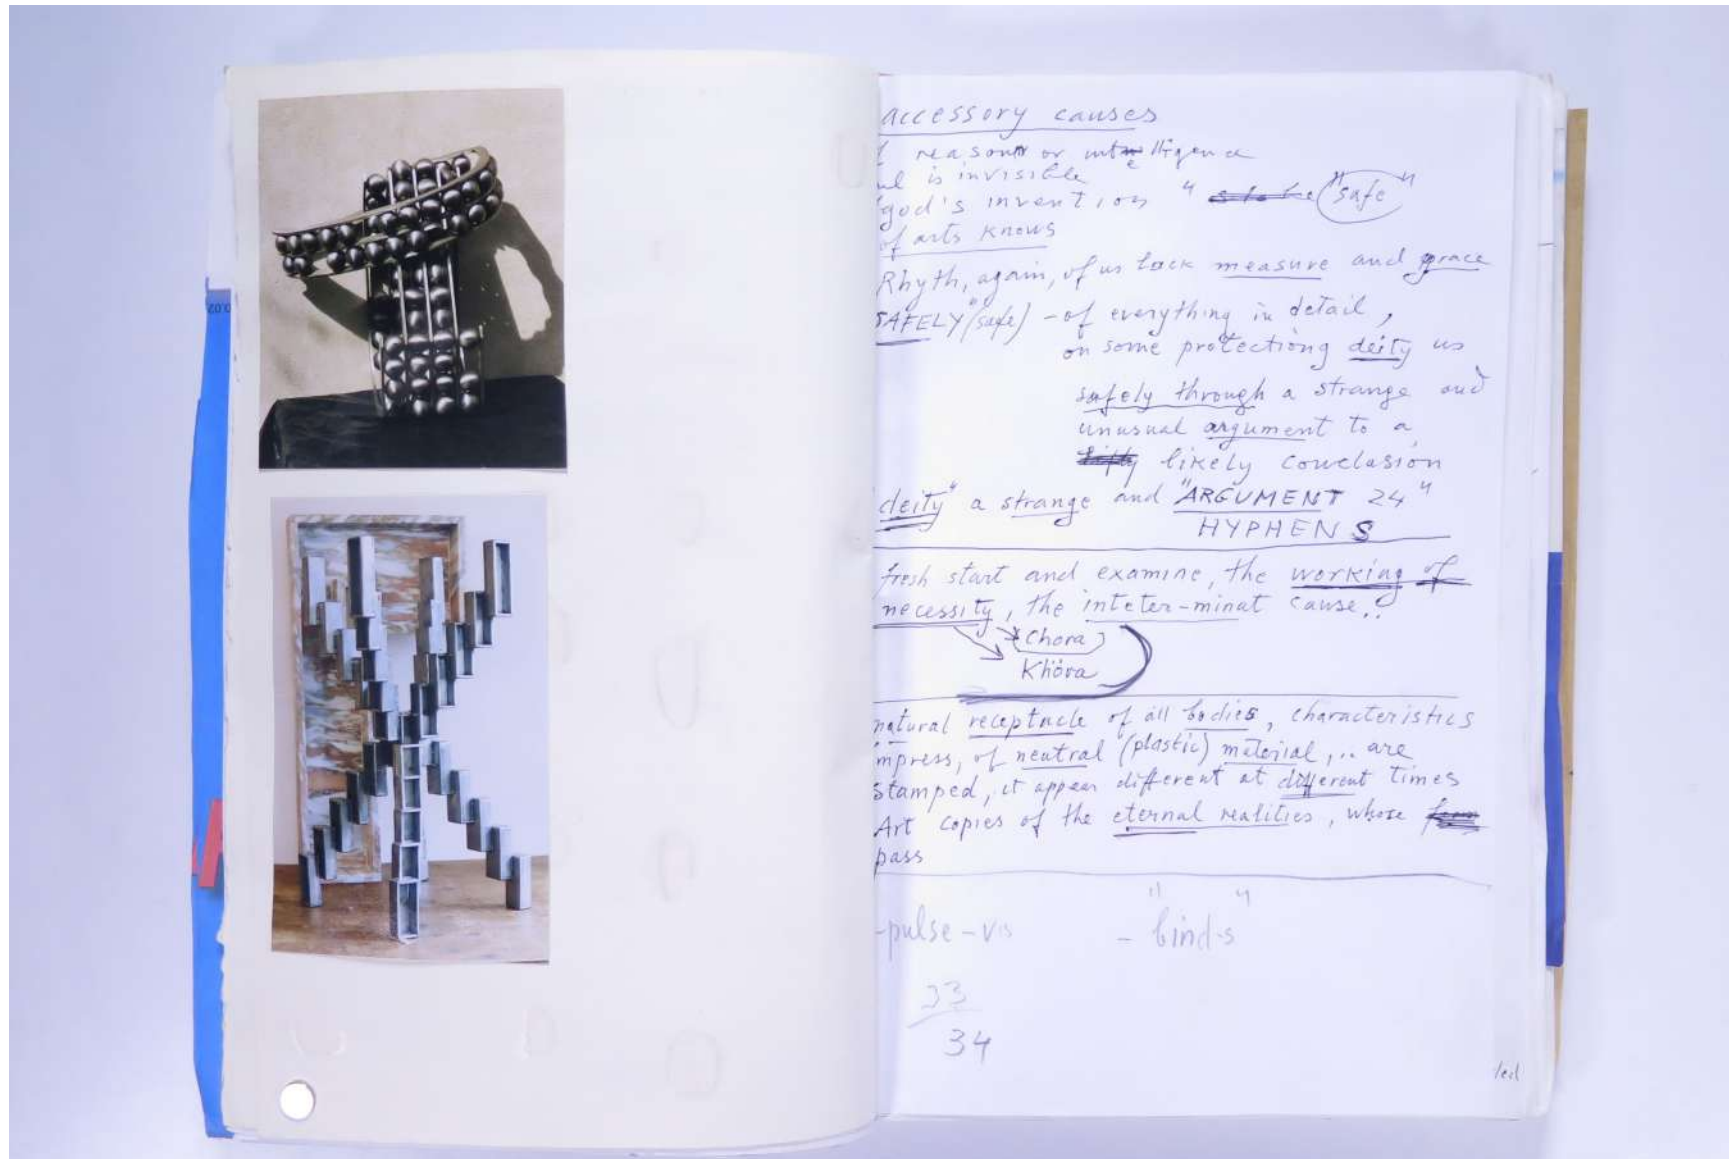 accessory causes
f reason or intelligence
ul is invisible
god's invention " "safe"
of arts knows
Rhyth, again, of us lack measure and grace
SAFELY "(safe) - of everything in detail,
on some protectiong deity us
safely through a strange and
unusual argument to a
likely conclusion
deity" a strange and "ARGUMENT 24"
HYPHENS
fresh start and examine, the working of
necessity, the inteter-minat cause..
(Chora)
Khôra
natural receptacle of all bodies, characteristics
impress, of neutral (plastic) material,.. are
stamped, it appear different at different times
Art copies of the eternal realities, whose
pass
-pulse-vis - "bind-s"
33
34